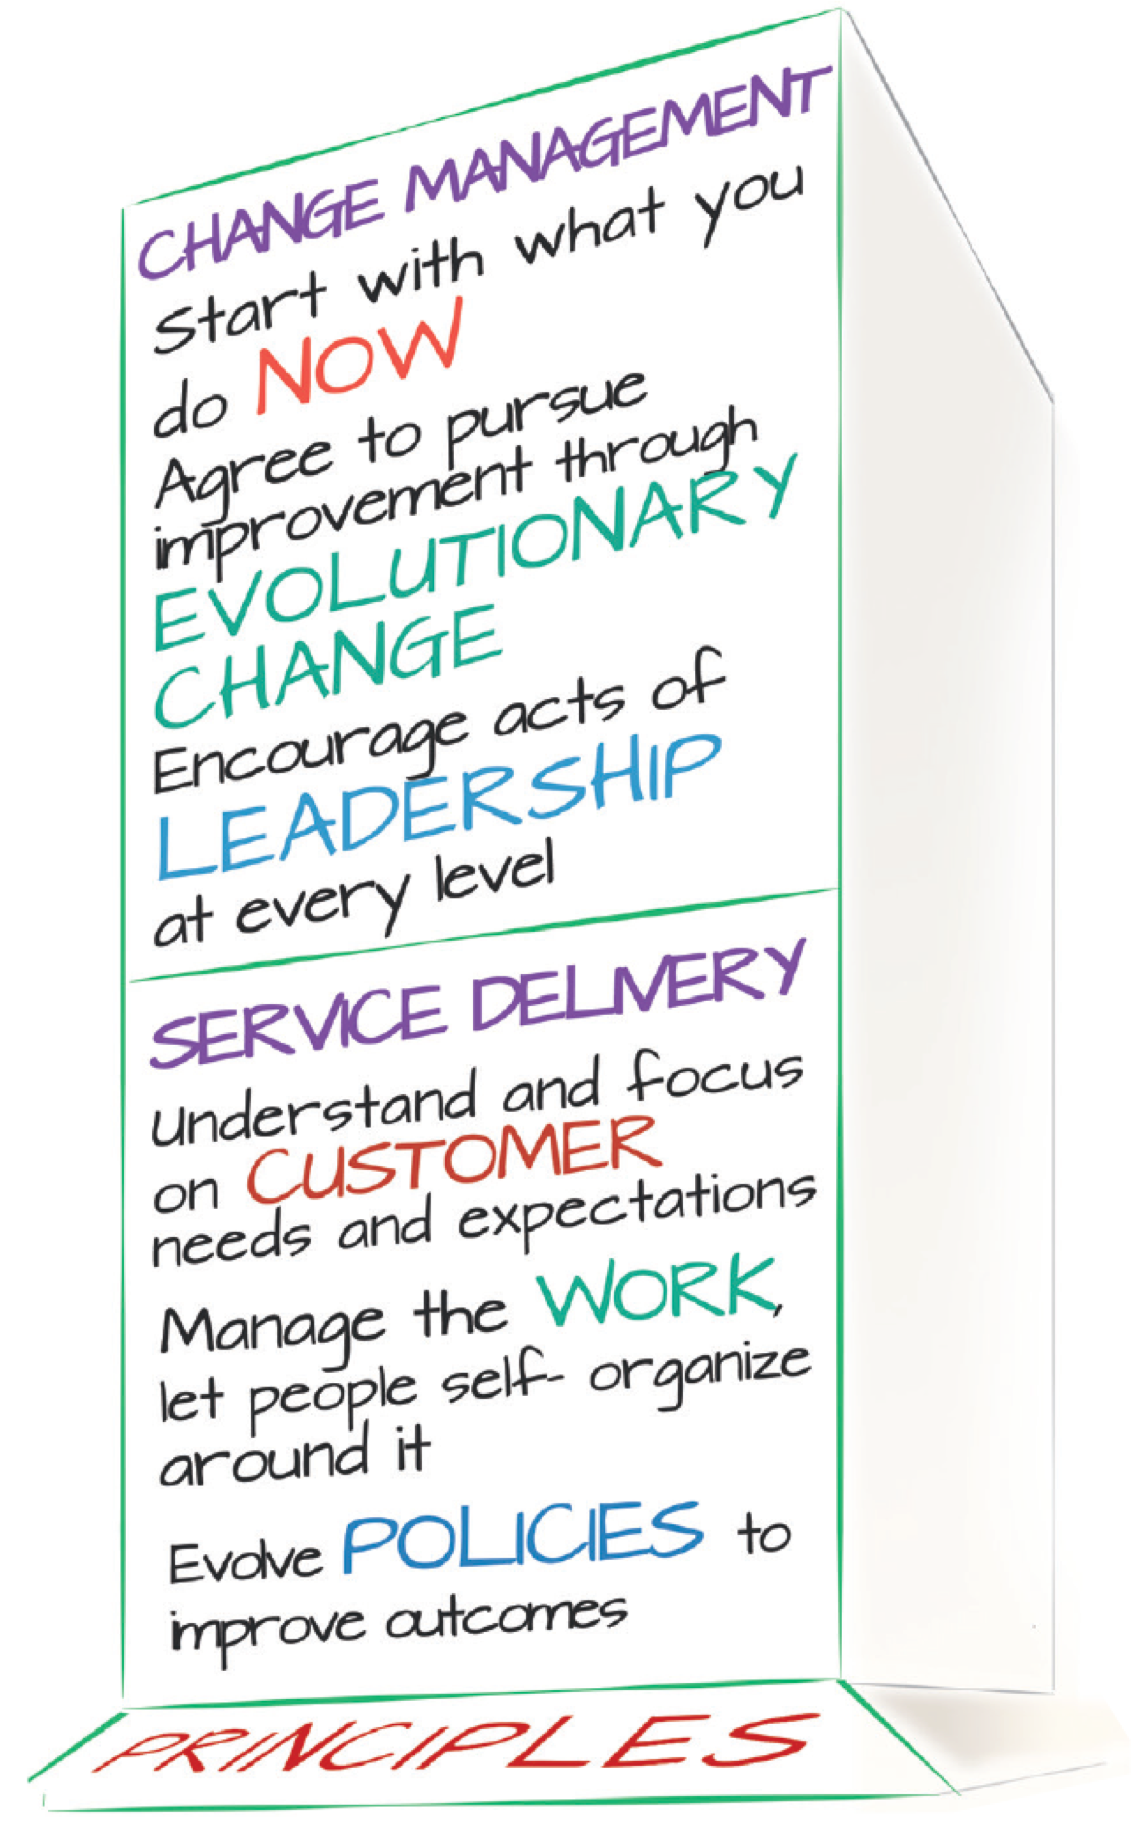 CHANGE MANAGEMENT
Start with what you
do NOW
Agree to pursue
improvement through
EVOLUTIONARY
CHANGE
Encourage acts of
LEADERSHIP
at every level
SERVICE DELIVERY
Understand and focus
on CUSTOMER
needs and expectations
Manage the WORK,
let people self- organize
around it
Evolve POLICIES to
improve outcomes
PRINCIPLES